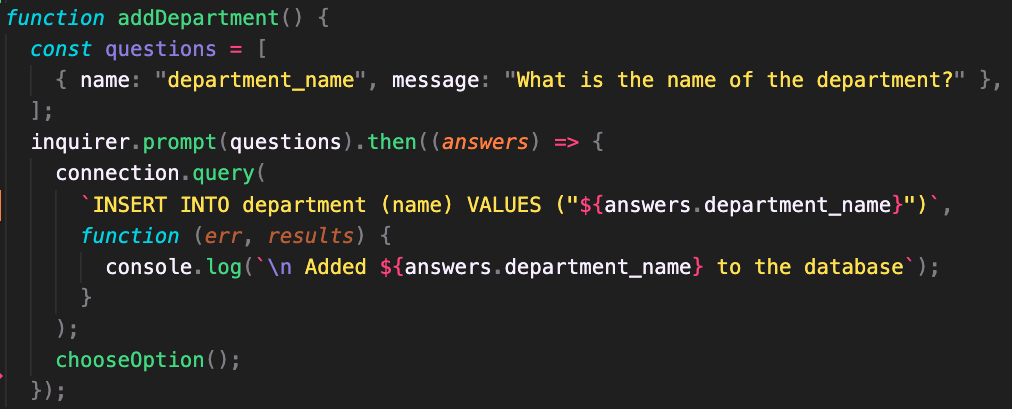 function addDepartment() {
  const questions = [
    { name: "department_name", message: "What is the name of the department?" },
  ];
  inquirer.prompt(questions).then((answers) => {
    connection.query(
      `INSERT INTO department (name) VALUES ("${answers.department_name}")`,
      function (err, results) {
        console.log(`\n Added ${answers.department_name} to the database`);
      }
    );
    chooseOption();
  });